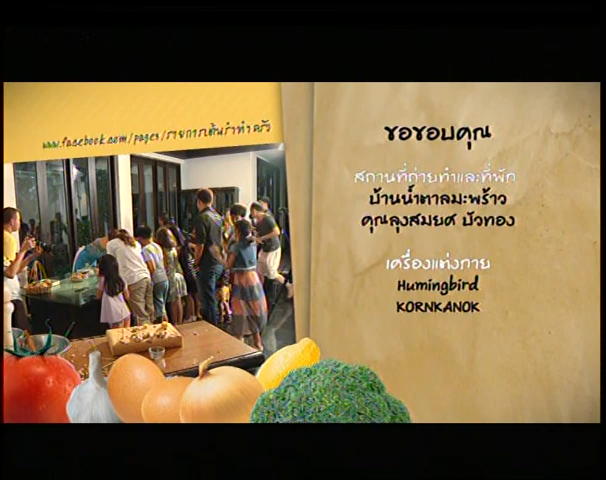 www.facebook.com/pages/รายการเต้นรำทำครัว
ขอขอบคุณ
สถานที่ถ่ายทำและที่พัก
บ้านน้ำตาลมะพร้าว
คุณลุงสมยศ บัวทอง
เครื่องแต่งกาย
Humingbird
KORNKANOK